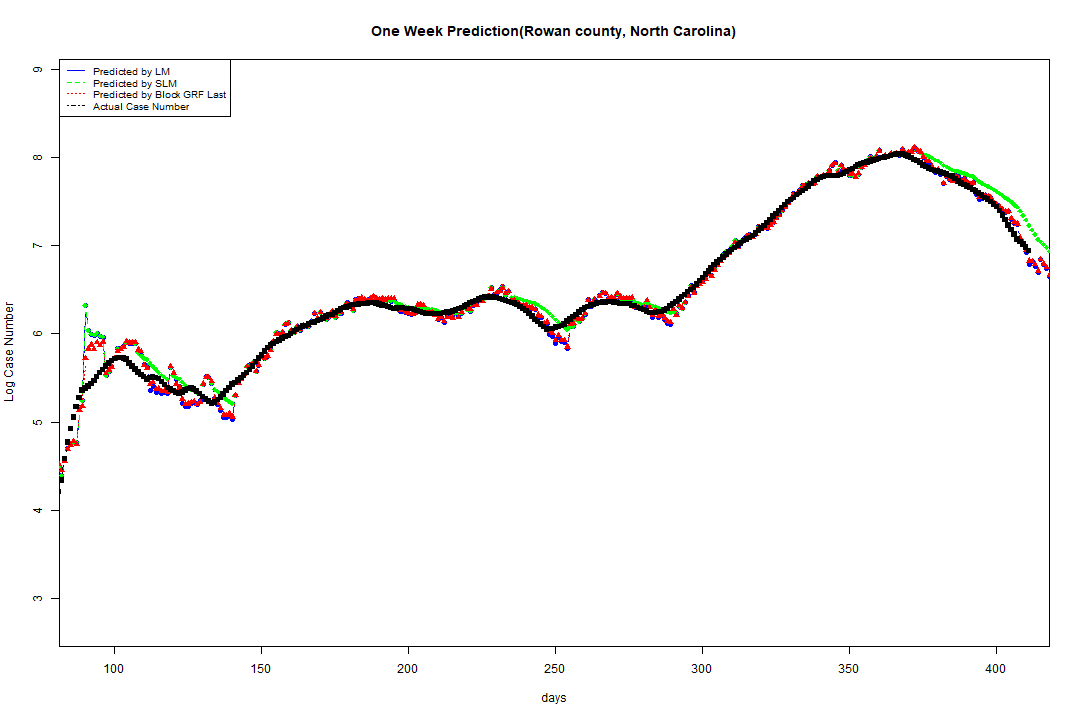 One Week Prediction(Rowan county, North Carolina)
Predicted by LM
Predicted by SLM
Predicted by Block GRF Last
Actual Case Number
9
8
7
6
5
4
3
Log Case Number
100 150 200 250 300 350 400
days